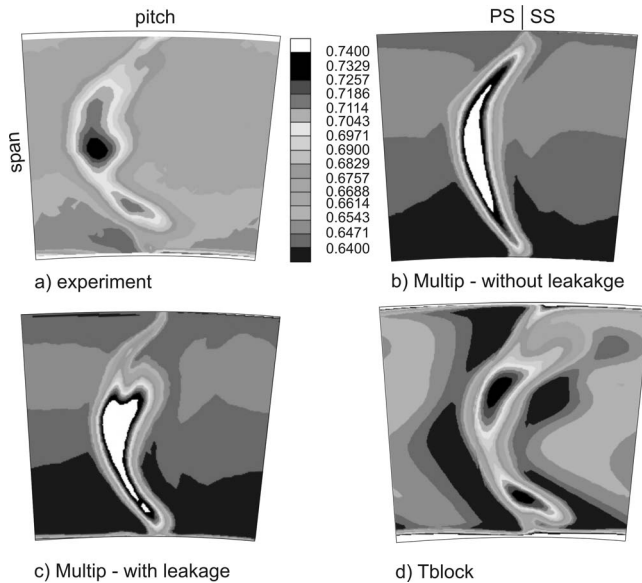 pitch
PS | SS
span
0.7400
0.7329
0.7257
0.7186
0.7114
0.7043
0.6971
0.6900
0.6829
0.6757
0.6688
0.6614
0.6543
0.6471
0.6400
a) experiment
b) Multip - without leakakge
c) Multip - with leakage
d) Tblock